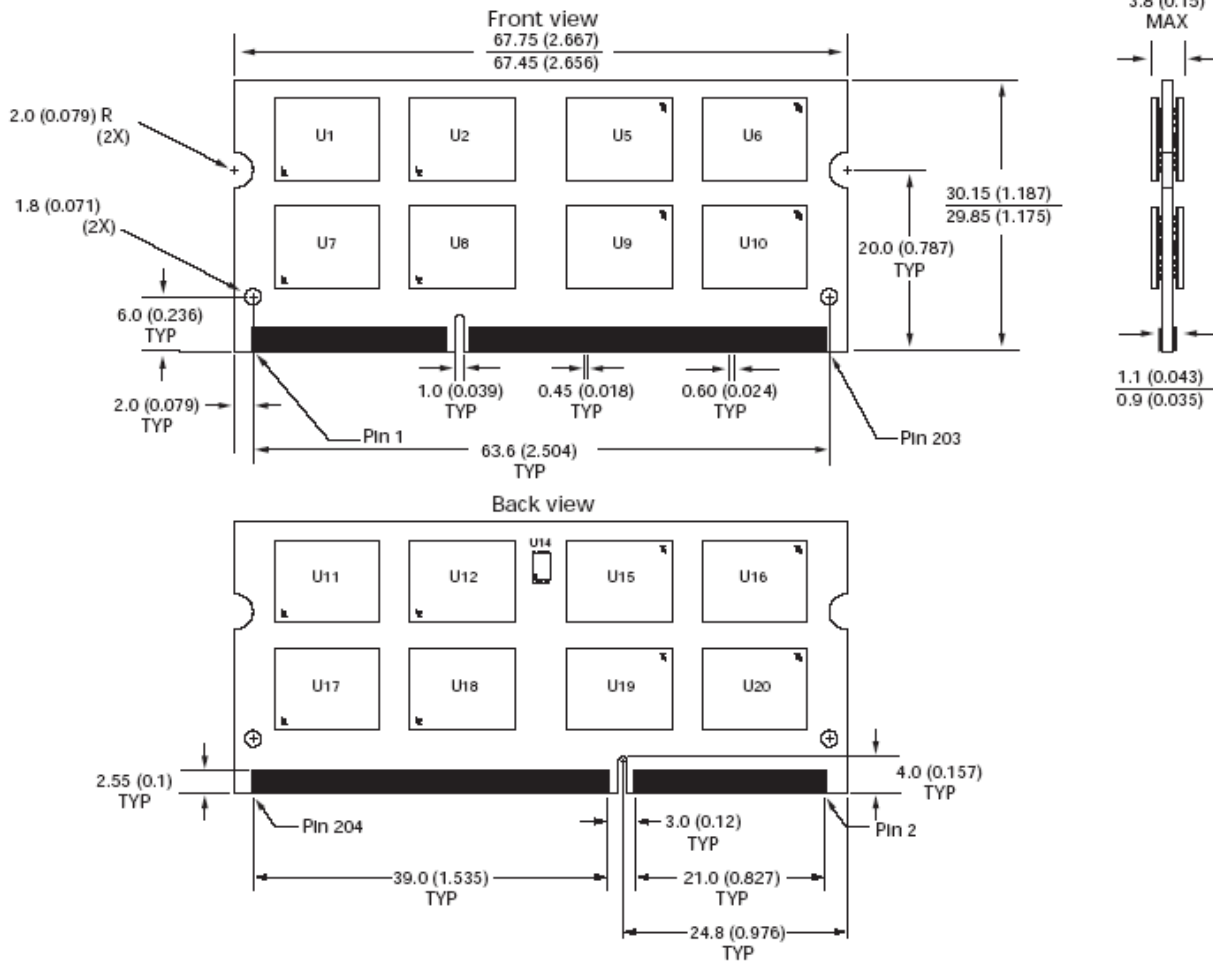 Front view
67.75 (2.667)
67.45 (2.656)
3.8 (0.15)
MAX
2.0 (0.079) R
(2X)
U1
U2
U5
U6
1.8 (0.071)
(2X)
U7
U8
U9
U10
30.15 (1.187)
29.85 (1.175)
20.0 (0.787)
TYP
6.0 (0.236)
TYP
1.0 (0.039)
TYP
0.45 (0.018)
TYP
0.60 (0.024)
TYP
1.1 (0.043)
0.9 (0.035)
2.0 (0.079)
TYP
Pin 1
63.6 (2.504)
TYP
Pin 203
Back view
U11
U12
U14
U15
U16
U17
U18
U19
U20
2.55 (0.1)
TYP
4.0 (0.157)
TYP
Pin 204
3.0 (0.12)
TYP
Pin 2
39.0 (1.535)
TYP
21.0 (0.827)
TYP
24.8 (0.976)
TYP